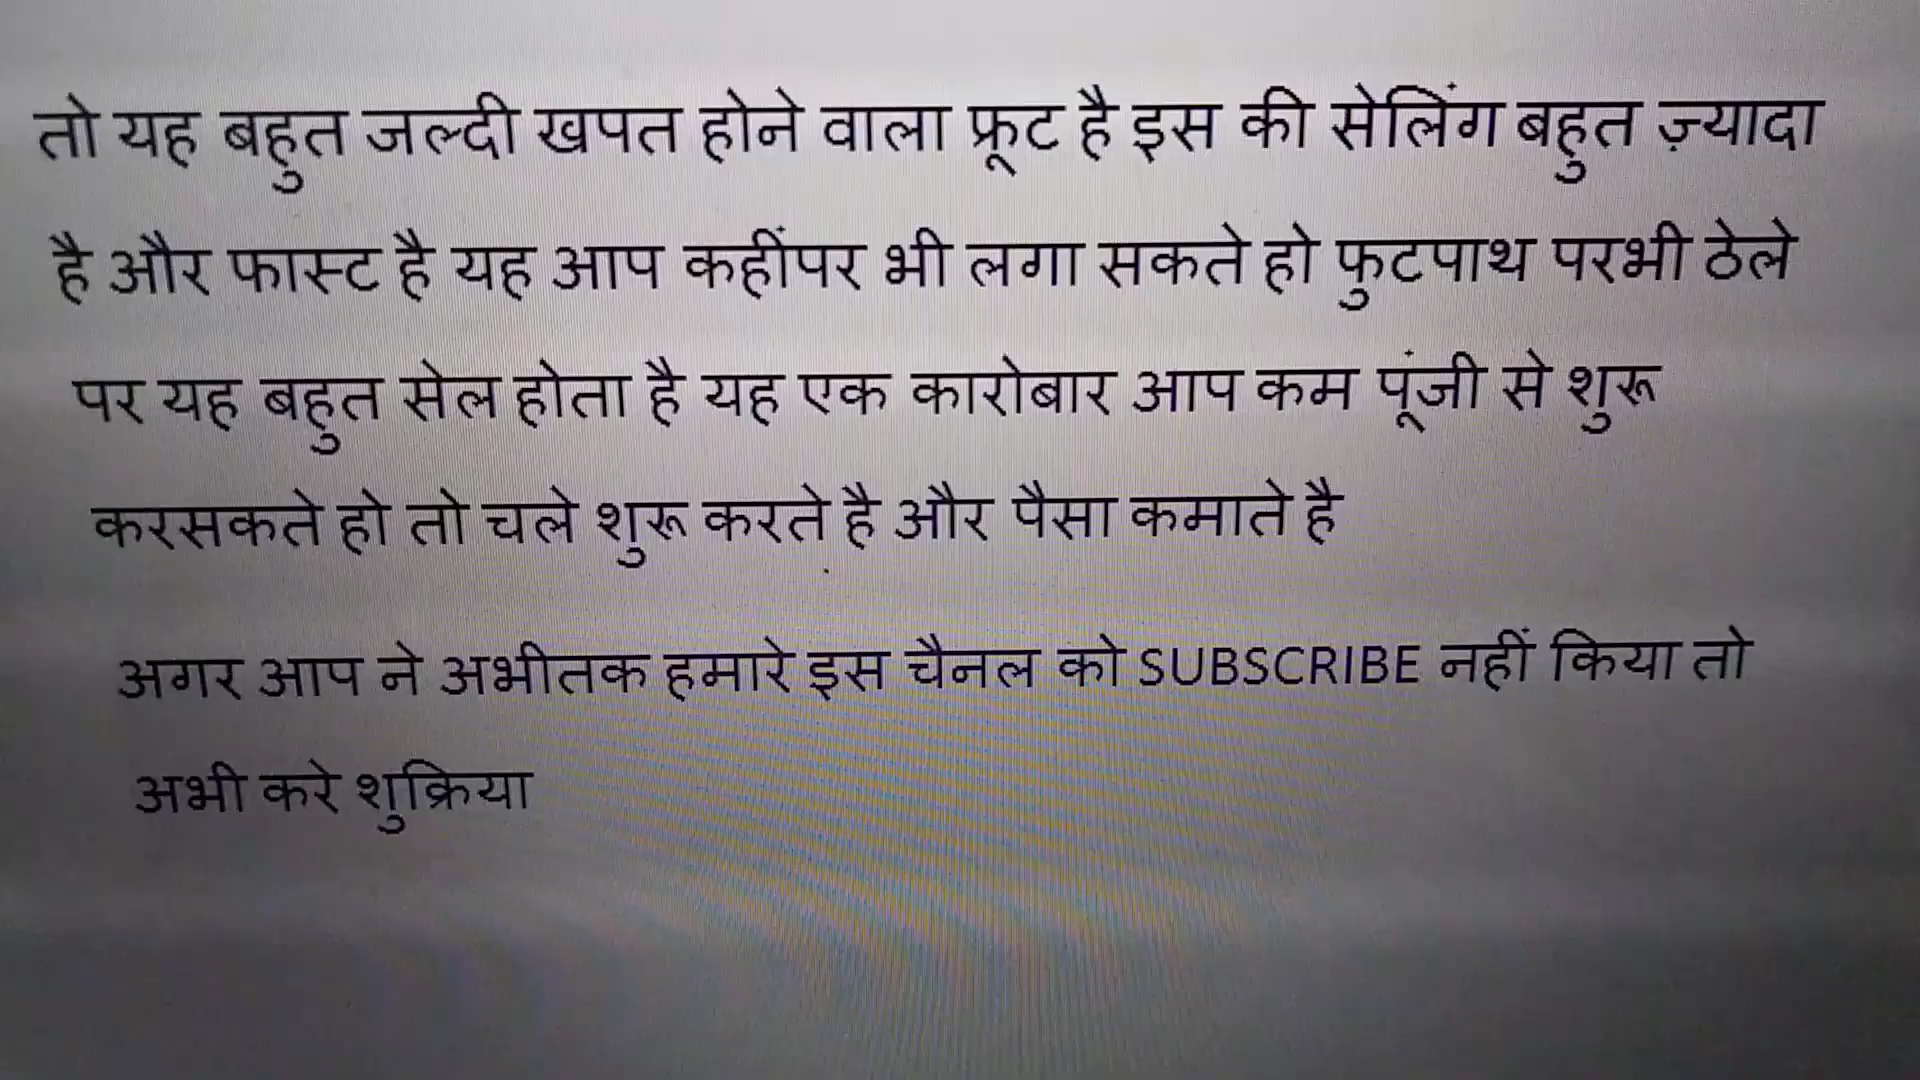 तो यह बहुत जल्दी खपत होने वाला फ्रूट है इस की सेलिंग बहुत ज़्यादा
है और फास्ट है यह आप कहींपर भी लगा सकते हो फुटपाथ परभी ठेले
पर यह बहुत सेल होता है यह एक कारोबार आप कम पूंजी से शुरू
करसकते हो तो चले शुरू करते है और पैसा कमाते है
अगर आप ने अभीतक हमारे इस चैनल को SUBSCRIBE नहीं किया तो
अभी करे शुक्रिया